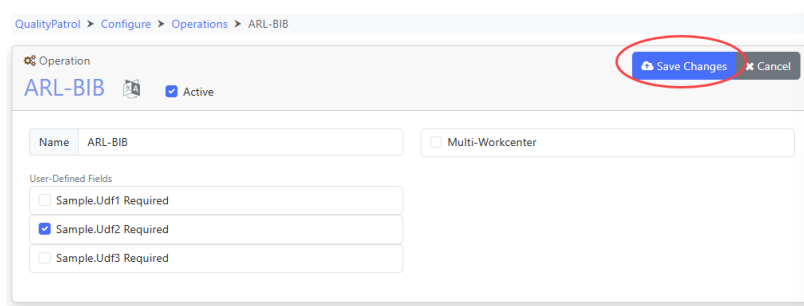 QualityPatrol ➤ Configure ➤ Operations ➤ ARL-BIB
Operation
ARL-BIB
Active
Save Changes
Cancel
Name ARL-BIB
Multi-Workcenter
User-Defined Fields
Sample.Udf1 Required
Sample.Udf2 Required
Sample.Udf3 Required